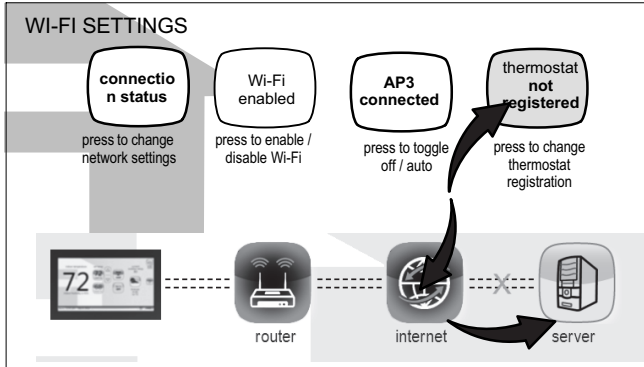 WI-FI SETTINGS
connectio
n status
Wi-Fi
enabled
AP3
connected
thermostat
not
registered
press to change
network settings
press to enable /
disable Wi-Fi
press to toggle
off / auto
press to change
thermostat
registration
72
X
router
internet
server